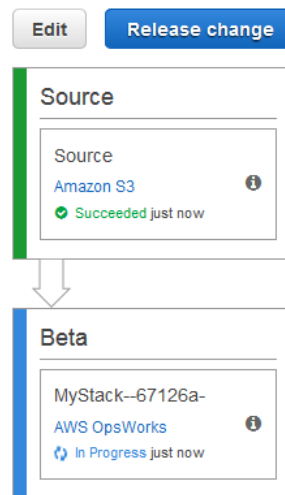 Edit
Release change
Source
Source
Amazon S3
Succeeded just now
Beta
MyStack--67126a-
AWS OpsWorks
In Progress just now